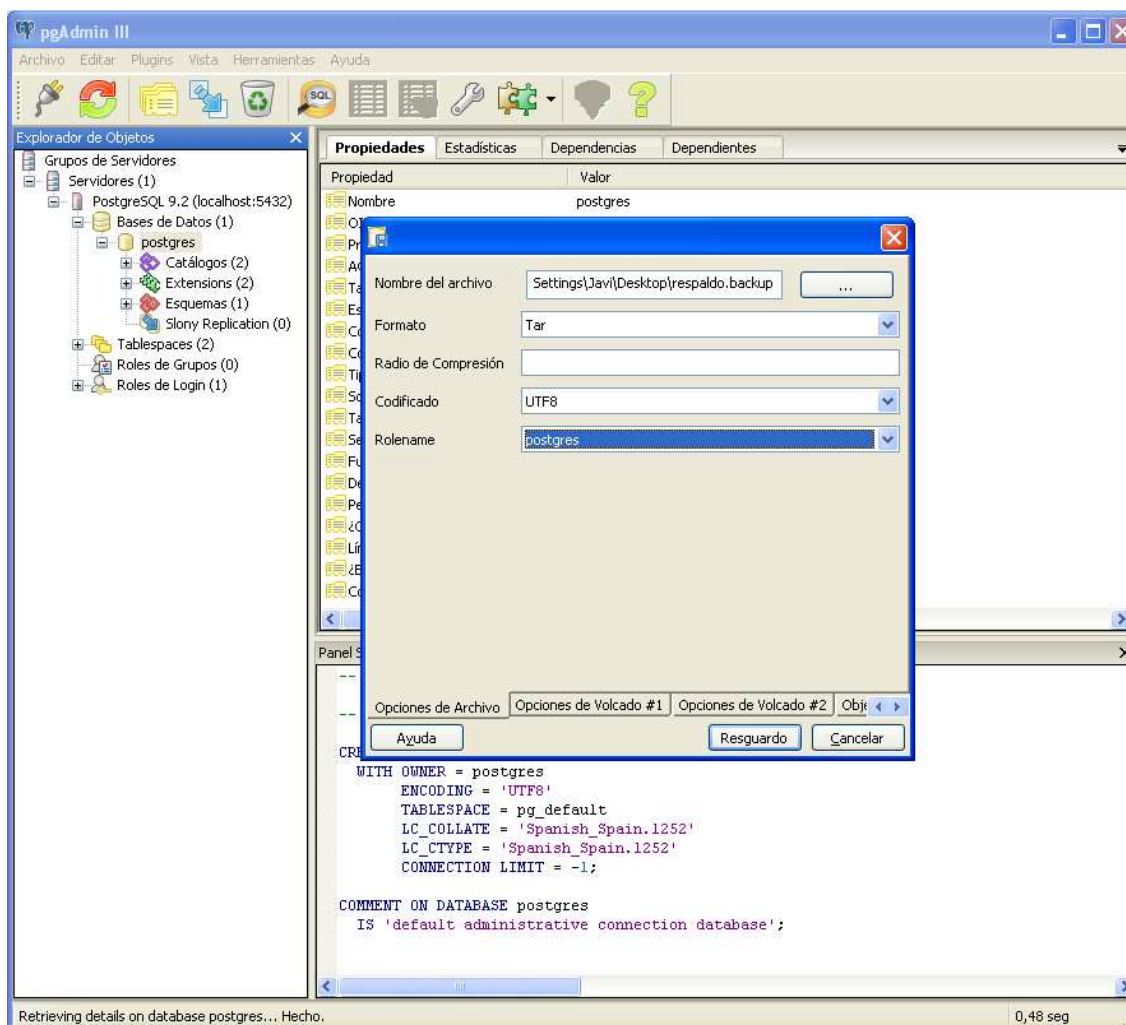 pgAdmin III
Archivo Editar Plugins Vista Herramientas Ayuda
SQL
Explorador de Objetos
Grupos de Servidores
Servidores (1)
PostgreSQL 9.2 (localhost:5432)
Bases de Datos (1)
postgres
Catálogos (2)
Extensions (2)
Esquemas (1)
Slony Replication (0)
Tablespaces (2)
Roles de Grupos (0)
Roles de Login (1)
Propiedades Estadísticas Dependencias Dependientes
Propiedad Valor
Nombre postgres
Nombre del archivo Settings\Javi\Desktop\respaldo.backup ...
Formato Tar
Radio de Compresión
Codificado UTF8
Rolename postgres
Opciones de Archivo Opciones de Volcado #1 Opciones de Volcado #2 Obj
Ayuda Resguardo Cancelar
Panel S
--
--
CRE
WITH OWNER = postgres
ENCODING = 'UTF8'
TABLESPACE = pg_default
LC_COLLATE = 'Spanish_Spain.1252'
LC_CTYPE = 'Spanish_Spain.1252'
CONNECTION LIMIT = -1;
COMMENT ON DATABASE postgres
IS 'default administrative connection database';
Retrieving details on database postgres... Hecho. 0,48 seg